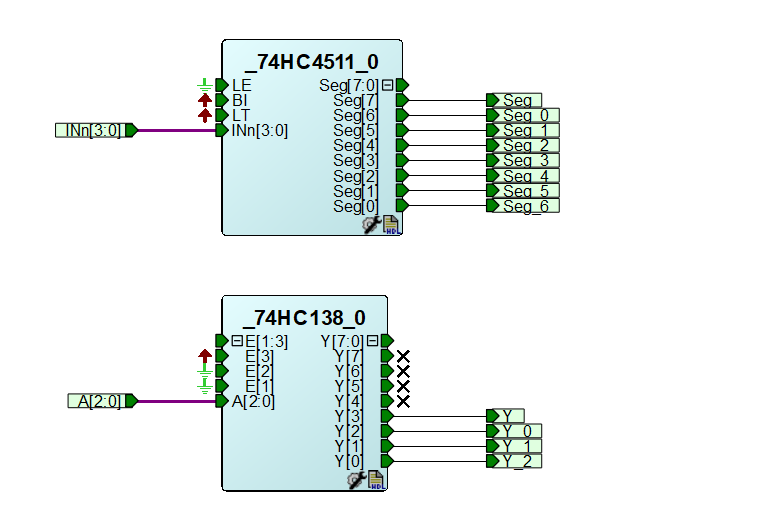 _74HC4511_0
LE Seg[7:0]
BI Seg[7] Seg
LT Seg[6] Seg_0
INn[3:0] INn[3:0] Seg[5] Seg_1
Seg[4] Seg_2
Seg[3] Seg_3
Seg[2] Seg_4
Seg[1] Seg_5
Seg[0] Seg_6
HDL
_74HC138_0
E[1:3] Y[7:0]
E[3] Y[7]
E[2] Y[6]
E[1] Y[5]
A[2:0] A[2:0] Y[4]
Y[3] Y
Y[2] Y_0
Y[1] Y_1
Y[0] Y_2
HDL